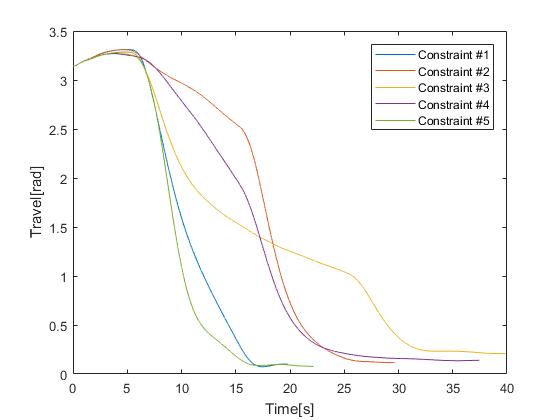 3.5
3
2.5
2
1.5
1
0.5
0
Travel[rad]
Constraint #1
Constraint #2
Constraint #3
Constraint #4
Constraint #5
0 5 10 15 20 25 30 35 40
Time[s]